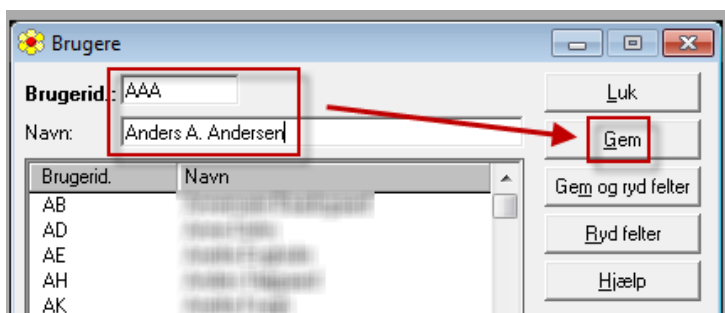 Brugere
Brugerid.: AAA
Navn: Anders A. Andersen
Luk
Gem
Gem og ryd felter
Ryd felter
Hjælp
Brugerid. Navn
AB
AD
AE
AH
AK